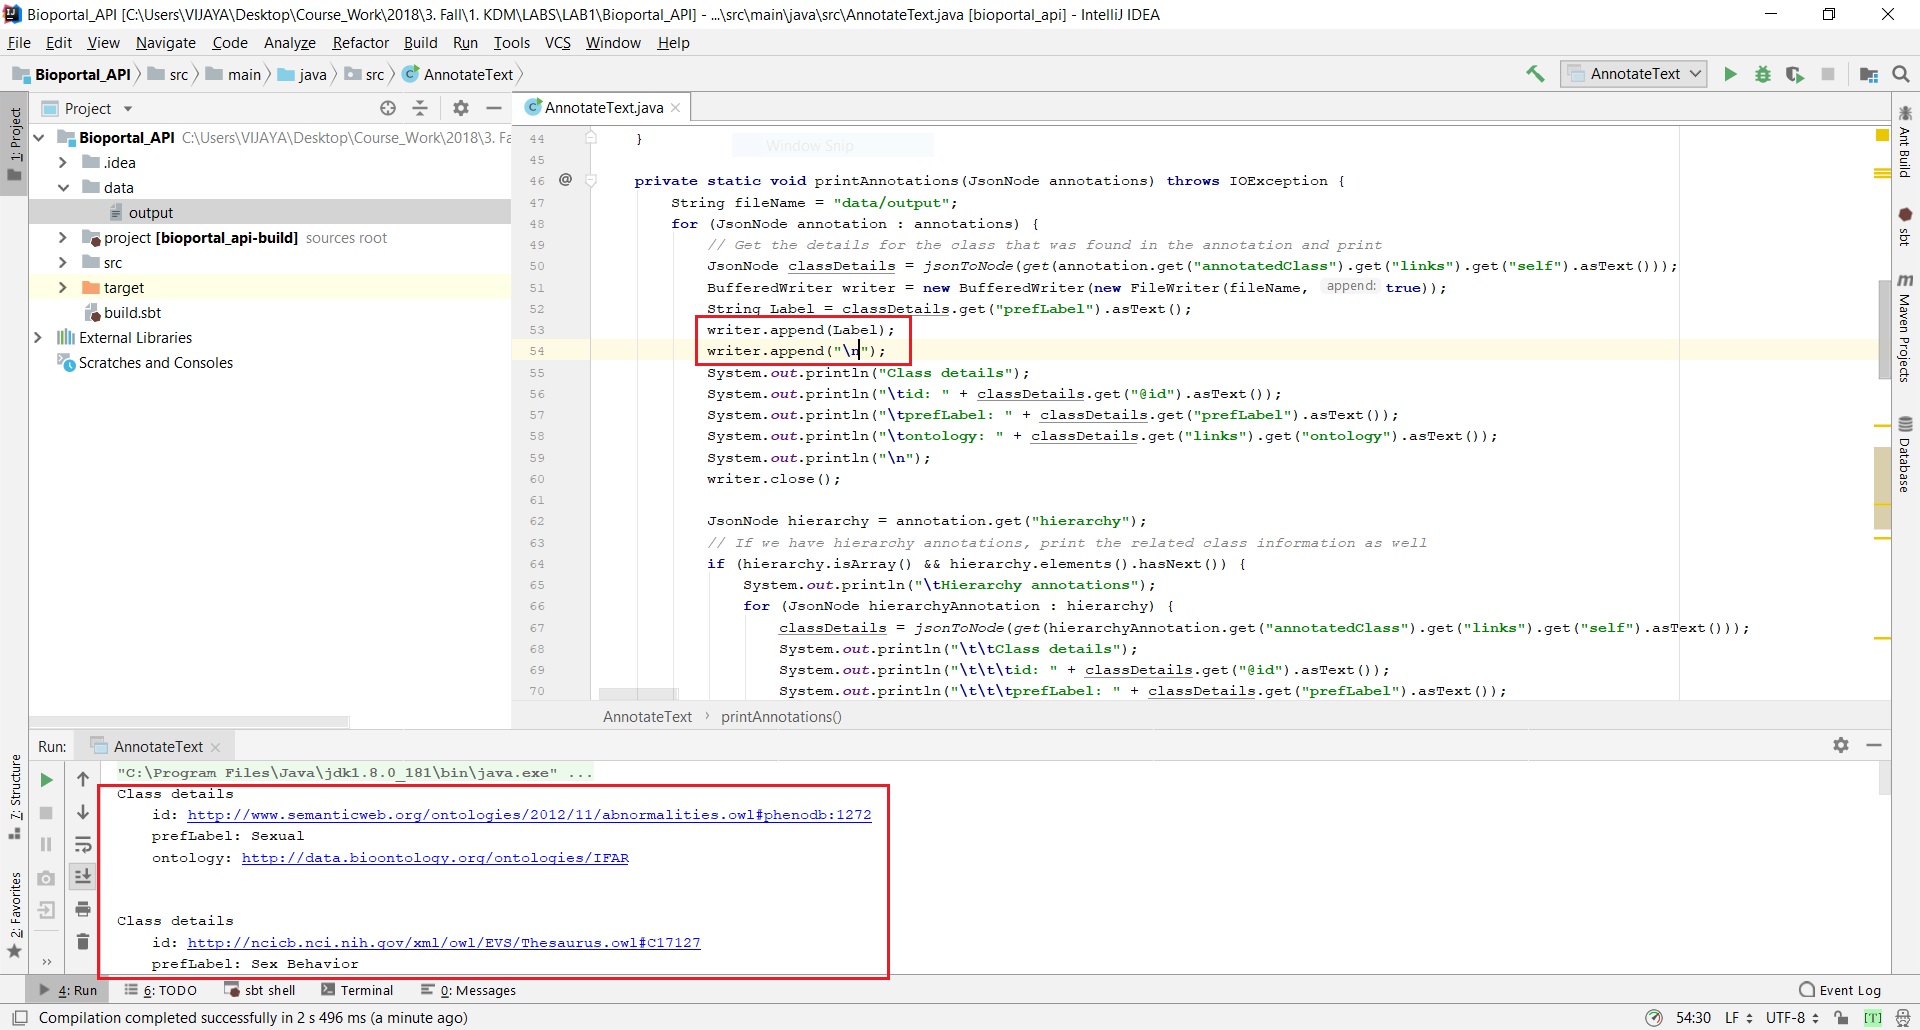 Bioportal_API [C:\Users\VIJAYA\Desktop\Course_Work\2018\3. Fall\1. KDM\LABS\LAB1\Bioportal_API] - ...\src\main\java\src\AnnotateText.java [bioportal_api] - IntelliJ IDEA
File Edit View Navigate Code Analyze Refactor Build Run Tools VCS Window Help
Bioportal_API src main java src AnnotateText
AnnotateText
1: Project
Project
AnnotateText.java
Bioportal_API C:\Users\VIJAYA\Desktop\Course_Work\2018\3. Fa
.idea
data
output
project [bioportal_api-build] sources root
src
target
build.sbt
External Libraries
Scratches and Consoles
Window Snip
44 }
45
46 @ private static void printAnnotations(JsonNode annotations) throws IOException {
47 String fileName = "data/output";
48 for (JsonNode annotation : annotations) {
49 // Get the details for the class that was found in the annotation and print
50 JsonNode classDetails = jsonToNode(get(annotation.get("annotatedClass").get("links").get("self").asText()));
51 BufferedWriter writer = new BufferedWriter(new FileWriter(fileName, append: true));
52 String Label = classDetails.get("prefLabel").asText();
53 writer.append(Label);
54 writer.append("\n");
55 System.out.println("Class details");
56 System.out.println("\tid: " + classDetails.get("@id").asText());
57 System.out.println("\tprefLabel: " + classDetails.get("prefLabel").asText());
58 System.out.println("\tontology: " + classDetails.get("links").get("ontology").asText());
59 System.out.println("\n");
60 writer.close();
61
62 JsonNode hierarchy = annotation.get("hierarchy");
63 // If we have hierarchy annotations, print the related class information as well
64 if (hierarchy.isArray() && hierarchy.elements().hasNext()) {
65 System.out.println("\tHierarchy annotations");
66 for (JsonNode hierarchyAnnotation : hierarchy) {
67 classDetails = jsonToNode(get(hierarchyAnnotation.get("annotatedClass").get("links").get("self").asText()));
68 System.out.println("\t\tClass details");
69 System.out.println("\t\t\tid: " + classDetails.get("@id").asText());
70 System.out.println("\t\t\tprefLabel: " + classDetails.get("prefLabel").asText());
AnnotateText › printAnnotations()
Ant Build
sbt
Maven Projects
Database
Run: AnnotateText
7: Structure
2: Favorites
"C:\Program Files\Java\jdk1.8.0_181\bin\java.exe" ...
Class details
id: http://www.semanticweb.org/ontologies/2012/11/abnormalities.owl#phenodb:1272
prefLabel: Sexual
ontology: http://data.bioontology.org/ontologies/IFAR
Class details
id: http://ncicb.nci.nih.gov/xml/owl/EVS/Thesaurus.owl#C17127
prefLabel: Sex Behavior
4: Run 6: TODO sbt shell Terminal 0: Messages Event Log
Compilation completed successfully in 2 s 496 ms (a minute ago) 54:30 LF UTF-8 [T]